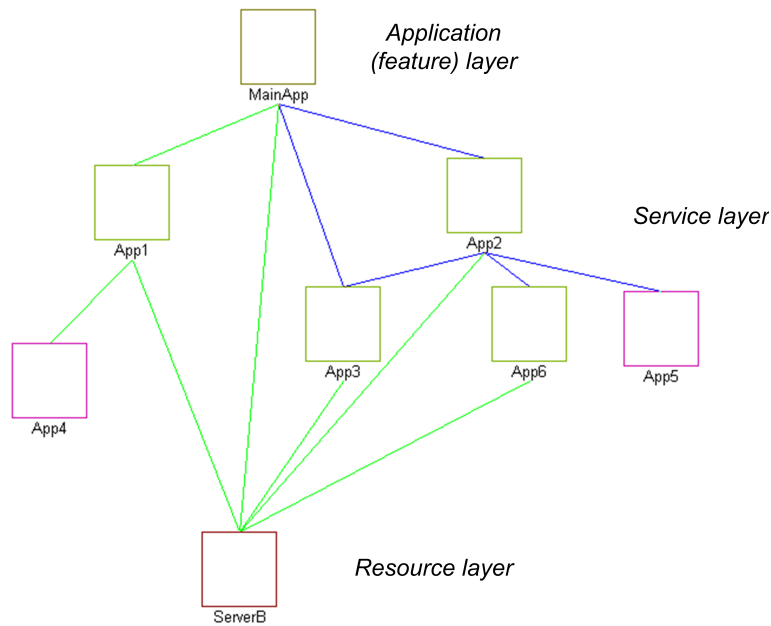 Application
(feature) layer
MainApp
App1
App2
Service layer
App3
App6
App5
App4
Resource layer
ServerB